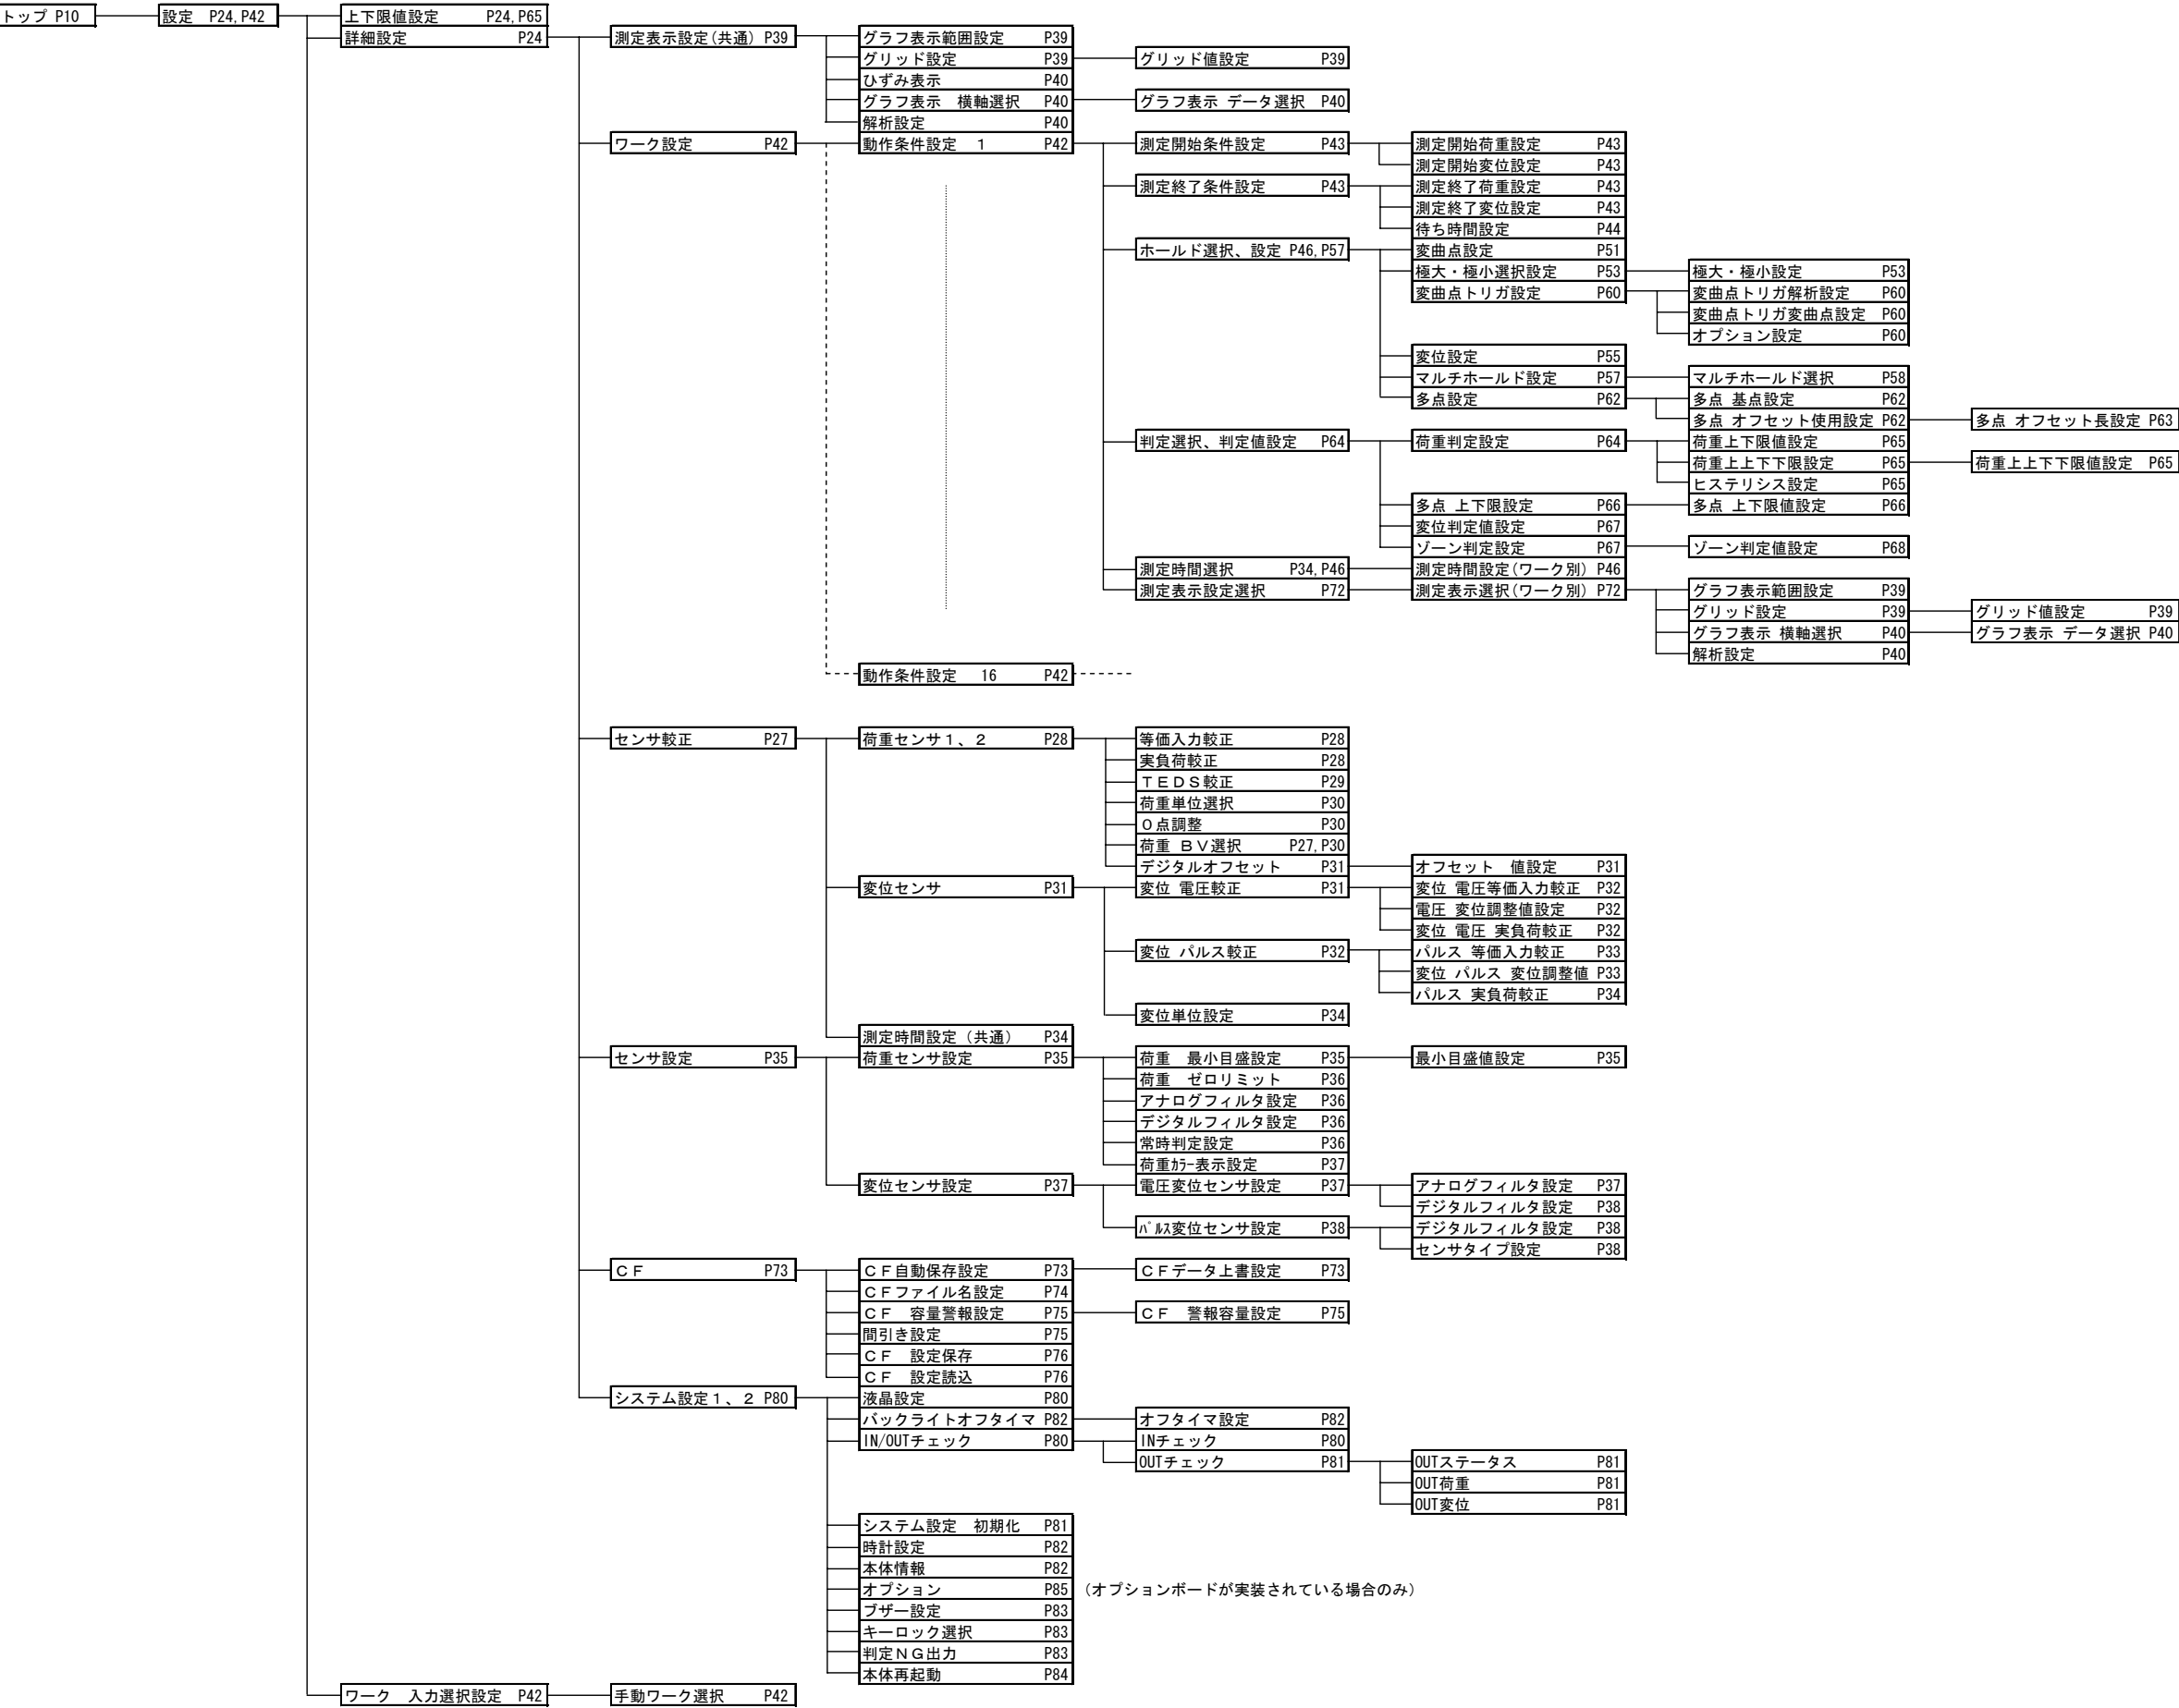 トップ P10
設定 P24,P42
上下限値設定 P24,P65
詳細設定 P24
測定表示設定(共通) P39
グラフ表示範囲設定 P39
グリッド設定 P39
グリッド値設定 P39
ひずみ表示 P40
グラフ表示 横軸選択 P40
グラフ表示 データ選択 P40
解析設定 P40
ワーク設定 P42
動作条件設定 1 P42
測定開始条件設定 P43
測定開始荷重設定 P43
測定開始変位設定 P43
測定終了条件設定 P43
測定終了荷重設定 P43
測定終了変位設定 P43
待ち時間設定 P44
ホールド選択、設定 P46,P57
変曲点設定 P51
極大・極小選択設定 P53
極大・極小設定 P53
変曲点トリガ設定 P60
変曲点トリガ解析設定 P60
変曲点トリガ変曲点設定 P60
オプション設定 P60
変位設定 P55
マルチホールド設定 P57
マルチホールド選択 P58
多点設定 P62
多点 基点設定 P62
多点 オフセット使用設定 P62
多点 オフセット長設定 P63
判定選択、判定値設定 P64
荷重判定設定 P64
荷重上下限値設定 P65
荷重上上下下限設定 P65
荷重上上下下限値設定 P65
ヒステリシス設定 P65
多点 上下限設定 P66
多点 上下限値設定 P66
変位判定値設定 P67
ゾーン判定設定 P67
ゾーン判定値設定 P68
測定時間選択 P34,P46
測定時間設定(ワーク別) P46
測定表示設定選択 P72
測定表示選択(ワーク別) P72
グラフ表示範囲設定 P39
グリッド設定 P39
グリッド値設定 P39
グラフ表示 横軸選択 P40
グラフ表示 データ選択 P40
解析設定 P40
動作条件設定 16 P42
センサ較正 P27
荷重センサ1、2 P28
等価入力較正 P28
実負荷較正 P28
TEDS較正 P29
荷重単位選択 P30
0点調整 P30
荷重 BV選択 P27,P30
デジタルオフセット P31
オフセット 値設定 P31
変位センサ P31
変位 電圧較正 P31
変位 電圧等価入力較正 P32
電圧 変位調整値設定 P32
変位 電圧 実負荷較正 P32
変位 パルス較正 P32
パルス 等価入力較正 P33
変位 パルス 変位調整値 P33
パルス 実負荷較正 P34
変位単位設定 P34
測定時間設定(共通) P34
センサ設定 P35
荷重センサ設定 P35
荷重 最小目盛設定 P35
最小目盛値設定 P35
荷重 ゼロリミット P36
アナログフィルタ設定 P36
デジタルフィルタ設定 P36
常時判定設定 P36
荷重ｶﾗｰ表示設定 P37
変位センサ設定 P37
電圧変位センサ設定 P37
アナログフィルタ設定 P37
デジタルフィルタ設定 P38
ﾊﾟﾙｽ変位センサ設定 P38
デジタルフィルタ設定 P38
センサタイプ設定 P38
CF P73
CF自動保存設定 P73
CFデータ上書設定 P73
CFファイル名設定 P74
CF 容量警報設定 P75
CF 警報容量設定 P75
間引き設定 P75
CF 設定保存 P76
CF 設定読込 P76
システム設定1、2 P80
液晶設定 P80
バックライトオフタイマ P82
オフタイマ設定 P82
IN/OUTチェック P80
INチェック P80
OUTチェック P81
OUTステータス P81
OUT荷重 P81
OUT変位 P81
システム設定 初期化 P81
時計設定 P82
本体情報 P82
オプション P85 (オプションボードが実装されている場合のみ)
ブザー設定 P83
キーロック選択 P83
判定NG出力 P83
本体再起動 P84
ワーク 入力選択設定 P42
手動ワーク選択 P42